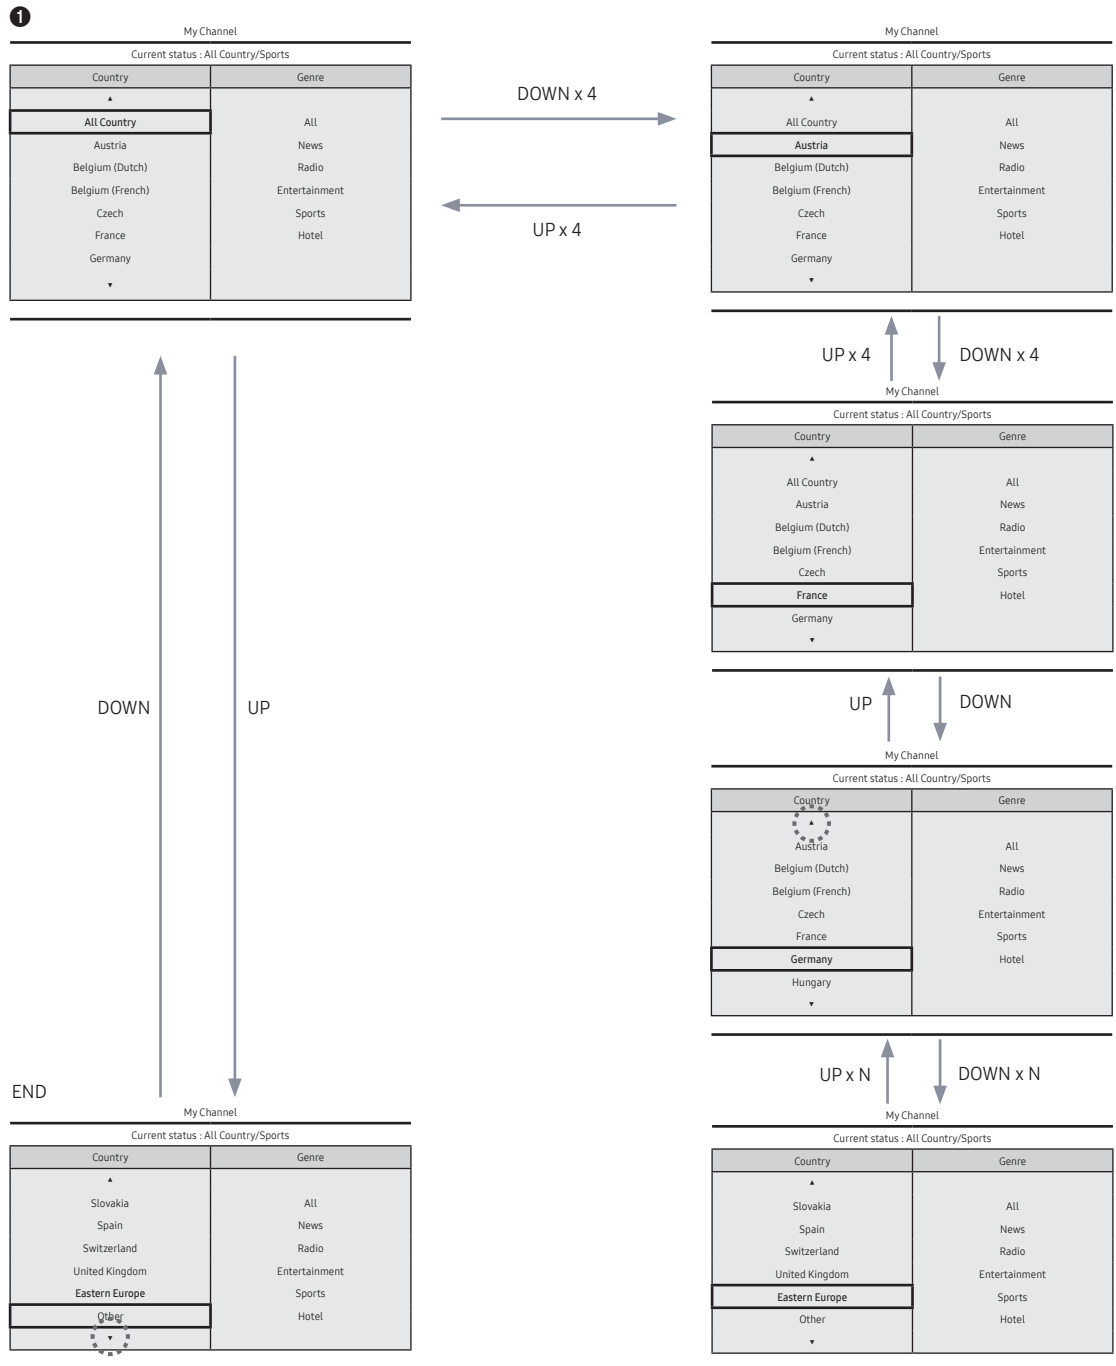 ❶
My Channel
Current status : All Country/Sports
Country Genre
▲
All Country All
Austria News
Belgium (Dutch) Radio
Belgium (French) Entertainment
Czech Sports
France Hotel
Germany
▼
DOWN x 4
UP x 4
My Channel
Current status : All Country/Sports
Country Genre
▲
All Country All
Austria News
Belgium (Dutch) Radio
Belgium (French) Entertainment
Czech Sports
France Hotel
Germany
▼
UP x 4 DOWN x 4
My Channel
Current status : All Country/Sports
Country Genre
▲
All Country All
Austria News
Belgium (Dutch) Radio
Belgium (French) Entertainment
Czech Sports
France Hotel
Germany
▼
DOWN UP
UP DOWN
My Channel
Current status : All Country/Sports
Country Genre
▲
Austria All
Belgium (Dutch) News
Belgium (French) Radio
Czech Entertainment
France Sports
Germany Hotel
Hungary
▼
UP x N DOWN x N
END
My Channel
Current status : All Country/Sports
Country Genre
▲
Slovakia All
Spain News
Switzerland Radio
United Kingdom Entertainment
Eastern Europe Sports
Other Hotel
▼
My Channel
Current status : All Country/Sports
Country Genre
▲
Slovakia All
Spain News
Switzerland Radio
United Kingdom Entertainment
Eastern Europe Sports
Other Hotel
▼